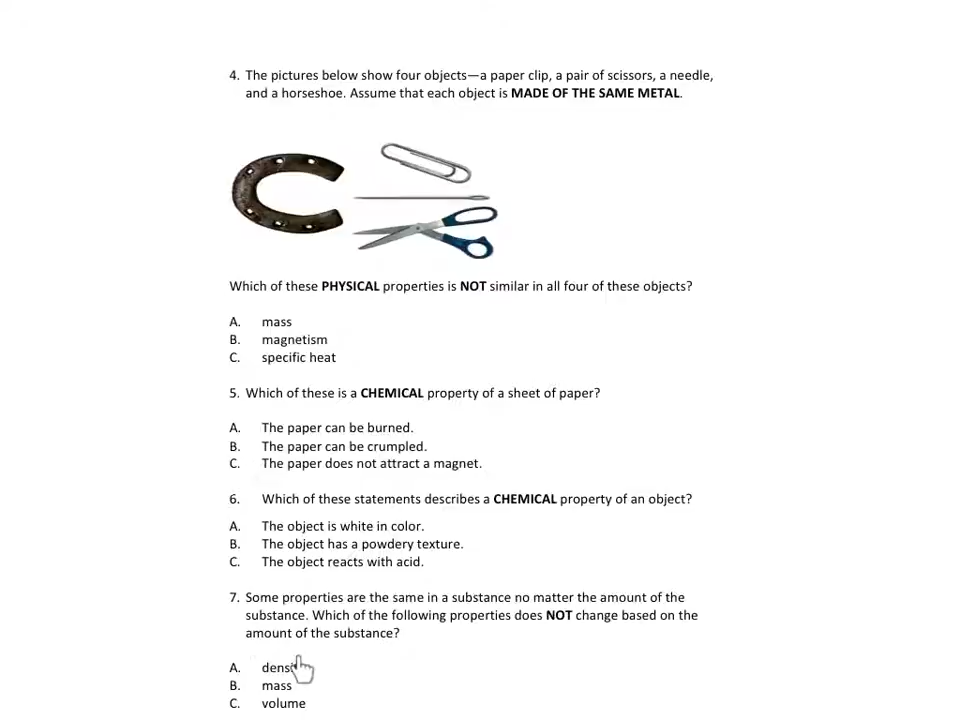 4. The pictures below show four objects—a paper clip, a pair of scissors, a needle,
and a horseshoe. Assume that each object is MADE OF THE SAME METAL.
Which of these PHYSICAL properties is NOT similar in all four of these objects?
A. mass
B. magnetism
C. specific heat
5. Which of these is a CHEMICAL property of a sheet of paper?
A. The paper can be burned.
B. The paper can be crumpled.
C. The paper does not attract a magnet.
6. Which of these statements describes a CHEMICAL property of an object?
A. The object is white in color.
B. The object has a powdery texture.
C. The object reacts with acid.
7. Some properties are the same in a substance no matter the amount of the
substance. Which of the following properties does NOT change based on the
amount of the substance?
A.
B. mass
C. volume